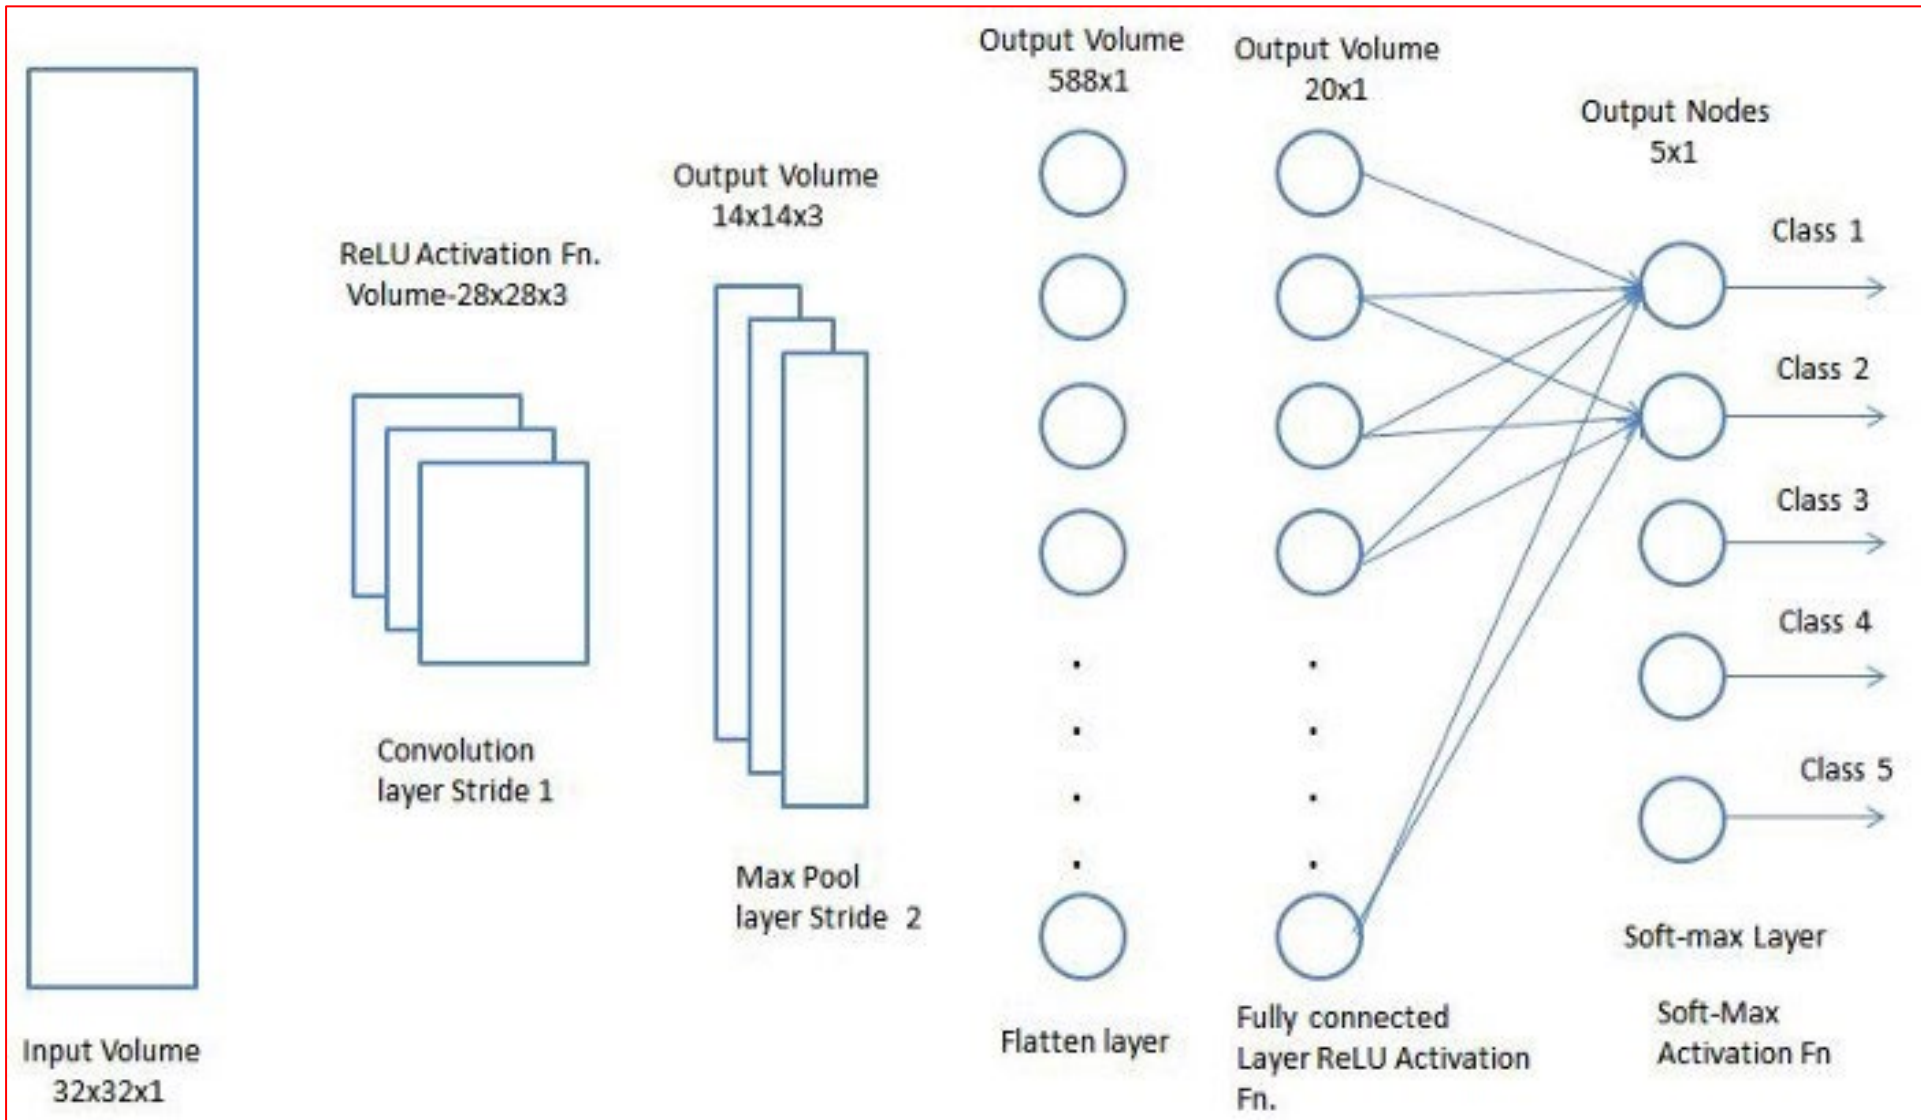 Input Volume
32x32x1
ReLU Activation Fn.
Volume-28x28x3
Convolution
layer Stride 1
Output Volume
14x14x3
Max Pool
layer Stride 2
Output Volume
588x1
Flatten layer
Output Volume
20x1
Fully connected
Layer ReLU Activation
Fn.
Output Nodes
5x1
Class 1
Class 2
Class 3
Class 4
Class 5
Soft-max Layer
Soft-Max
Activation Fn